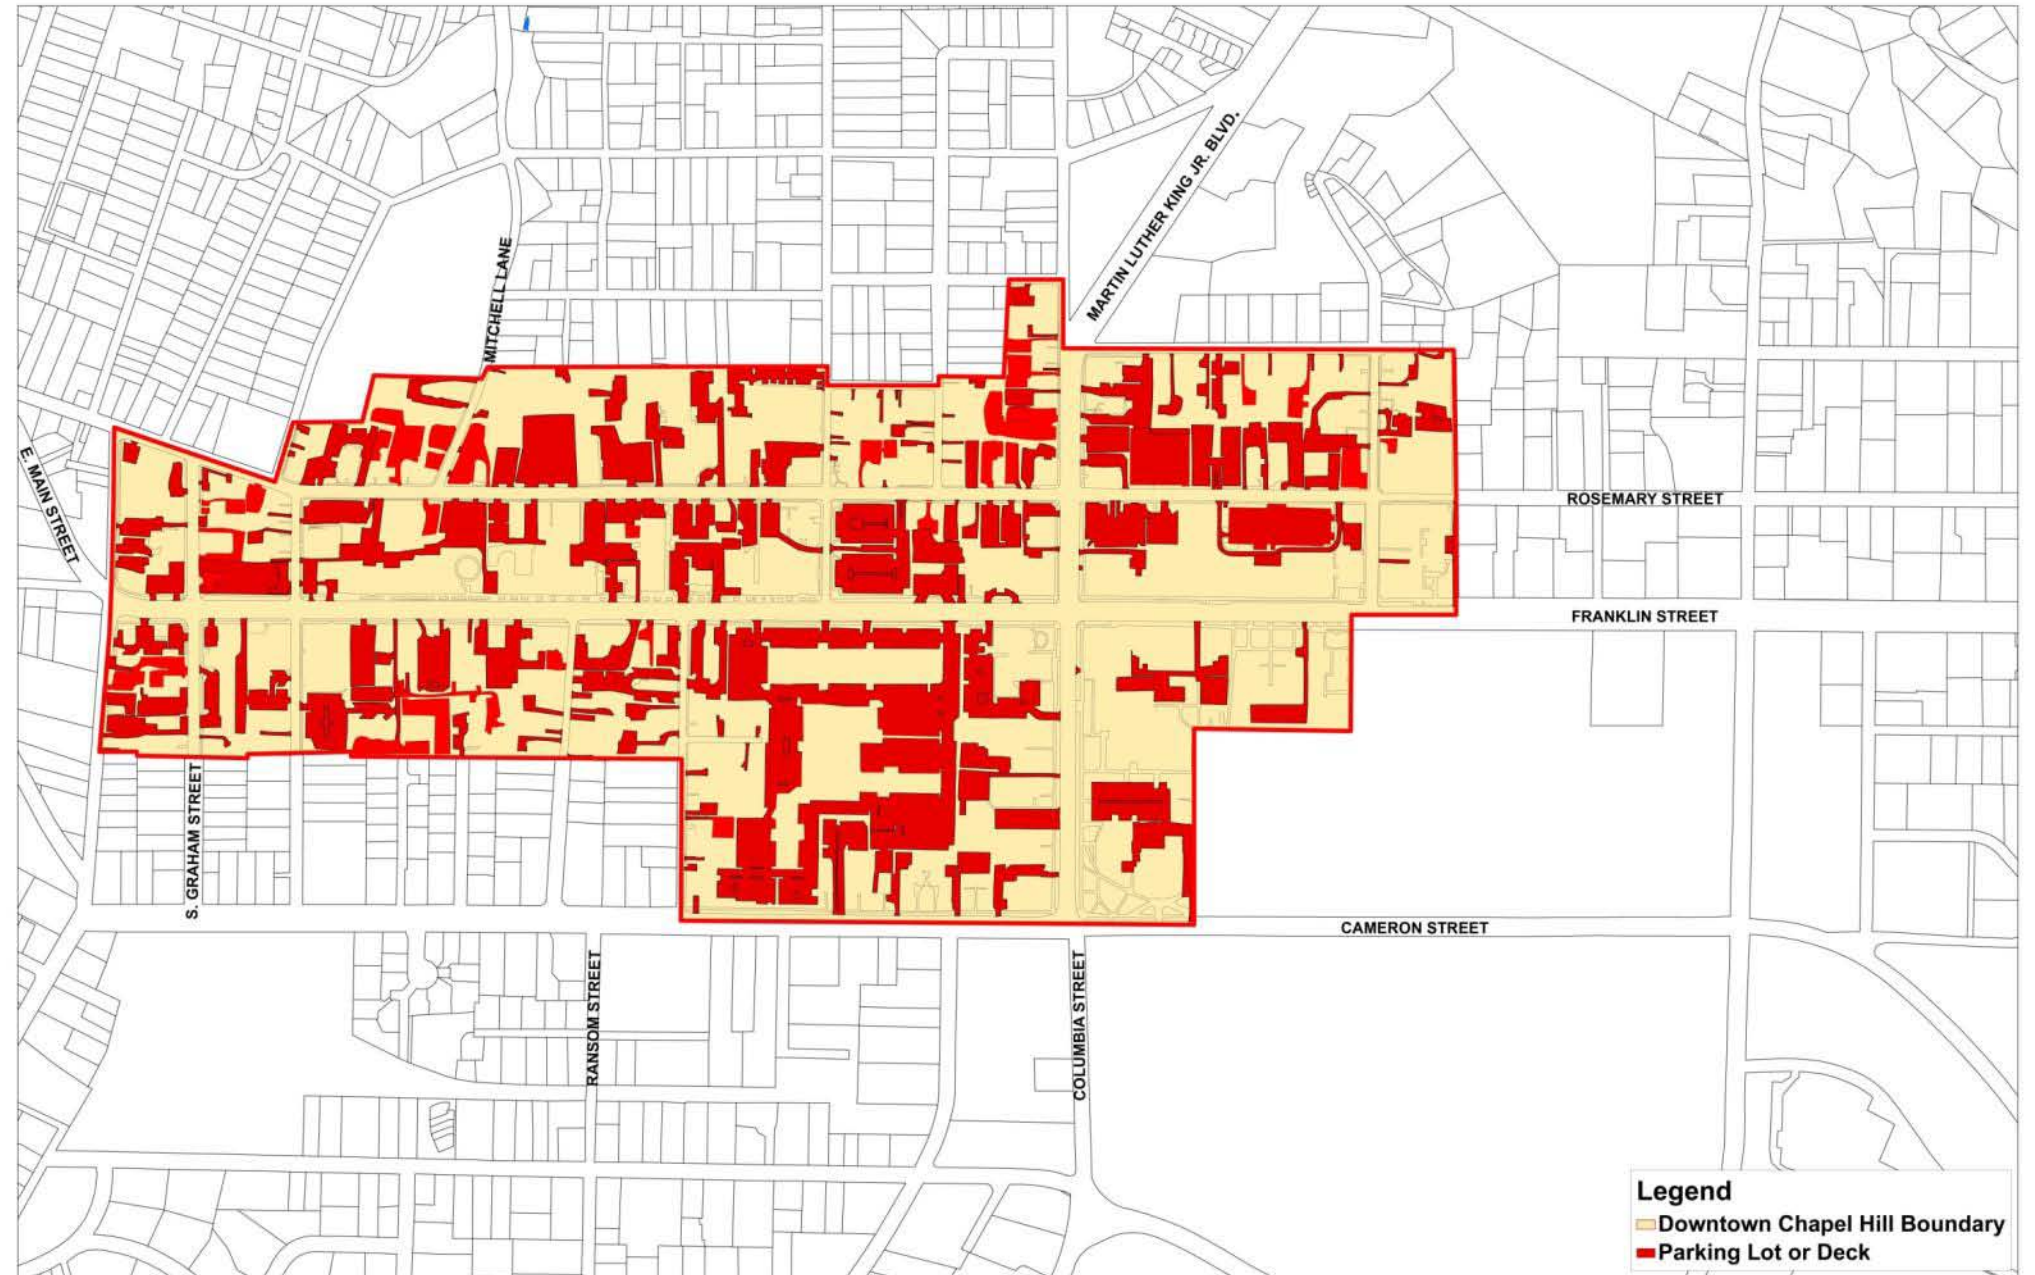 MARTIN LUTHER KING JR. BLVD.
MITCHELL LANE
E. MAIN STREET
ROSEMARY STREET
FRANKLIN STREET
S. GRAHAM STREET
CAMERON STREET
RANSOM STREET
COLUMBIA STREET
Legend
Downtown Chapel Hill Boundary
Parking Lot or Deck